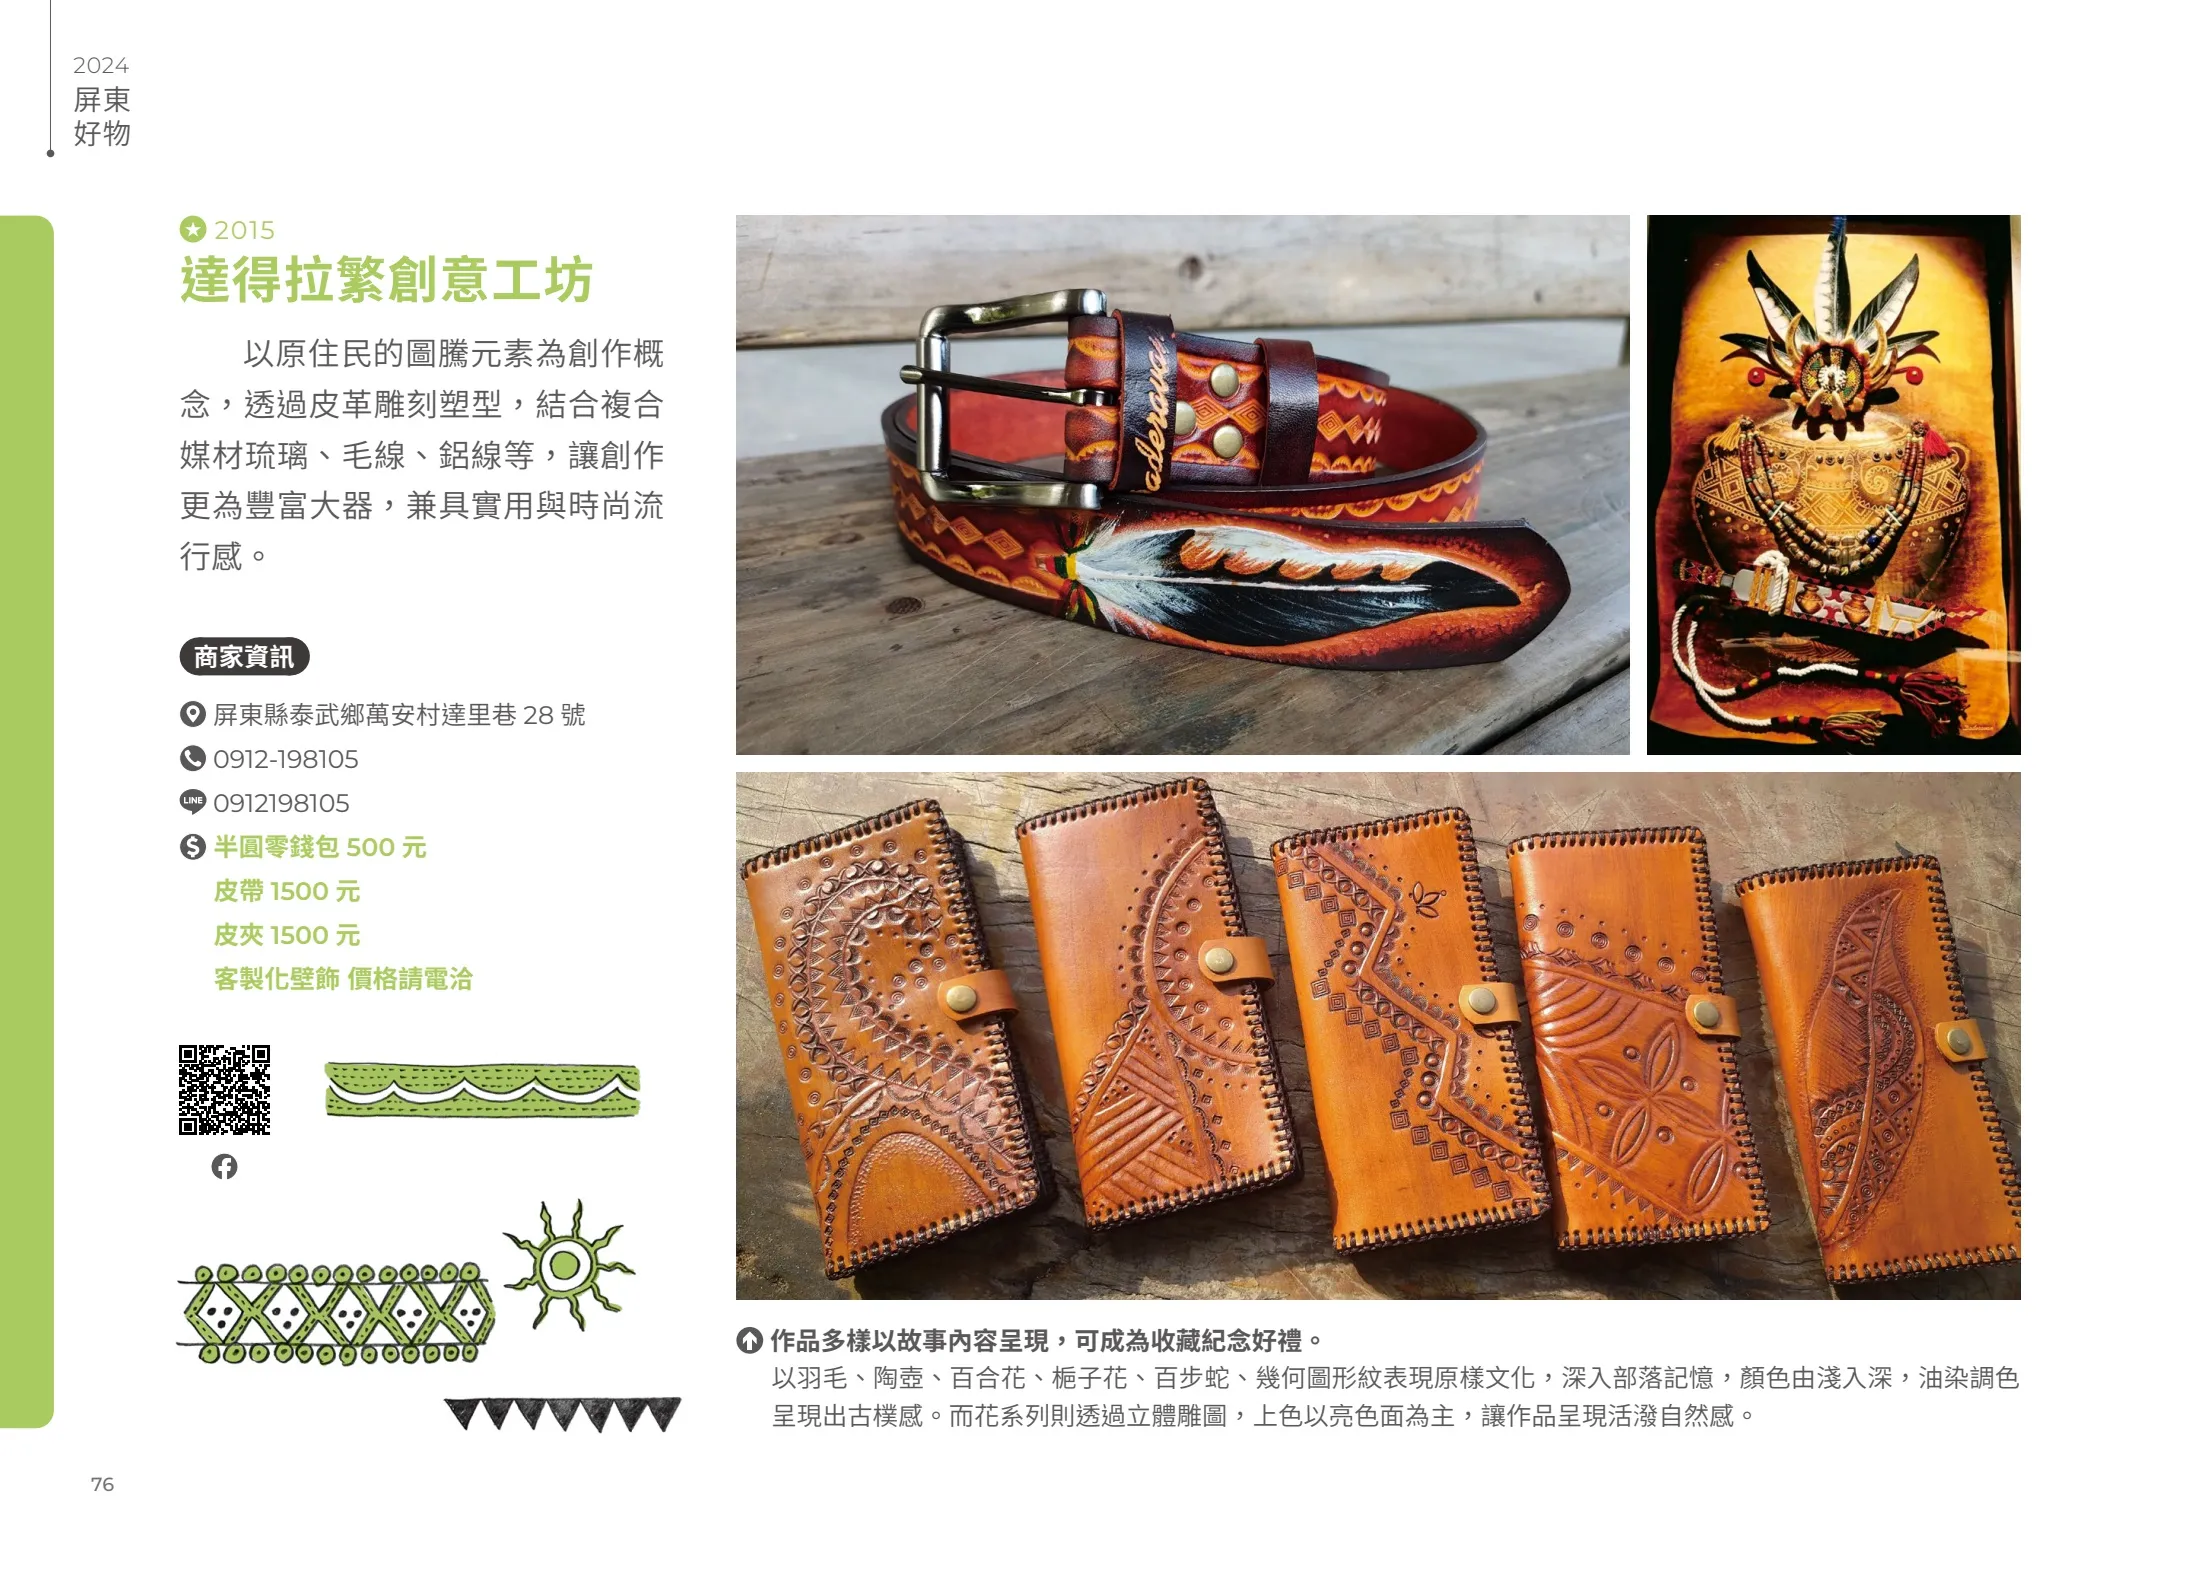 2024
屏東
好物
2015
達得拉繁創意工坊
以原住民的圖騰元素為創作概
念，透過皮革雕刻塑型，結合複合
媒材琉璃、毛線、鋁線等，讓創作
更為豐富大器，兼具實用與時尚流
行感。
商家資訊
屏東縣泰武鄉萬安村達里巷 28 號
0912-198105
LINE
0912198105
半圓零錢包 500 元
皮帶 1500 元
皮夾 1500 元
客製化壁飾 價格請電洽
作品多樣以故事內容呈現，可成為收藏紀念好禮。
以羽毛、陶壺、百合花、梔子花、百步蛇、幾何圖形紋表現原樣文化，深入部落記憶，顏色由淺入深，油染調色
呈現出古樸感。而花系列則透過立體雕圖，上色以亮色面為主，讓作品呈現活潑自然感。
76